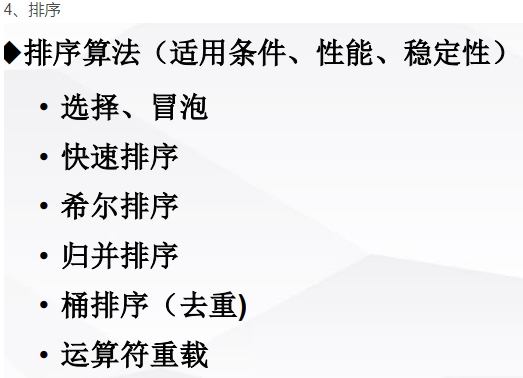 4、排序
◆排序算法（适用条件、性能、稳定性）
• 选择、冒泡
• 快速排序
• 希尔排序
• 归并排序
• 桶排序（去重)
• 运算符重载